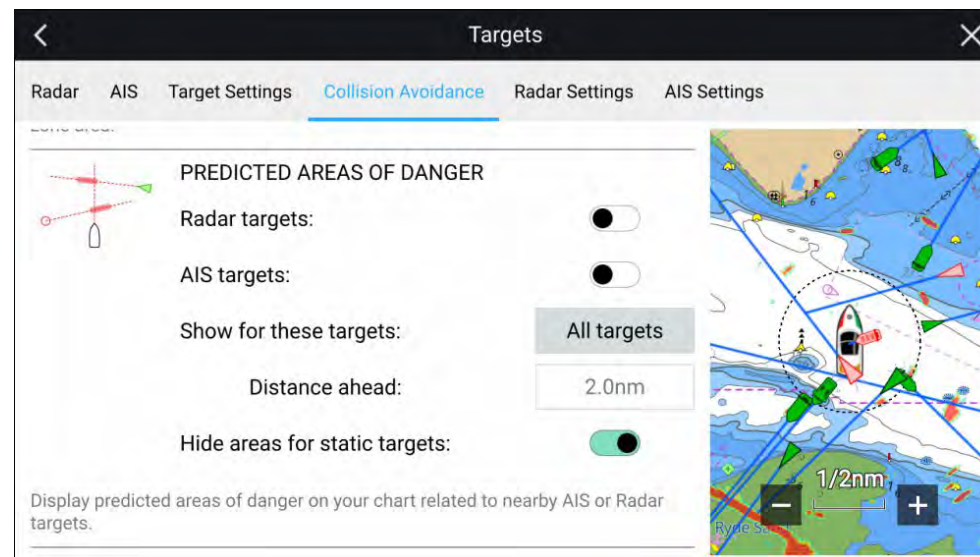 Targets
Radar AIS Target Settings Collision Avoidance Radar Settings AIS Settings
PREDICTED AREAS OF DANGER
Radar targets:
AIS targets:
Show for these targets: All targets
Distance ahead: 2.0nm
Hide areas for static targets:
Display predicted areas of danger on your chart related to nearby AIS or Radar
targets.
1/2nm
Ryde